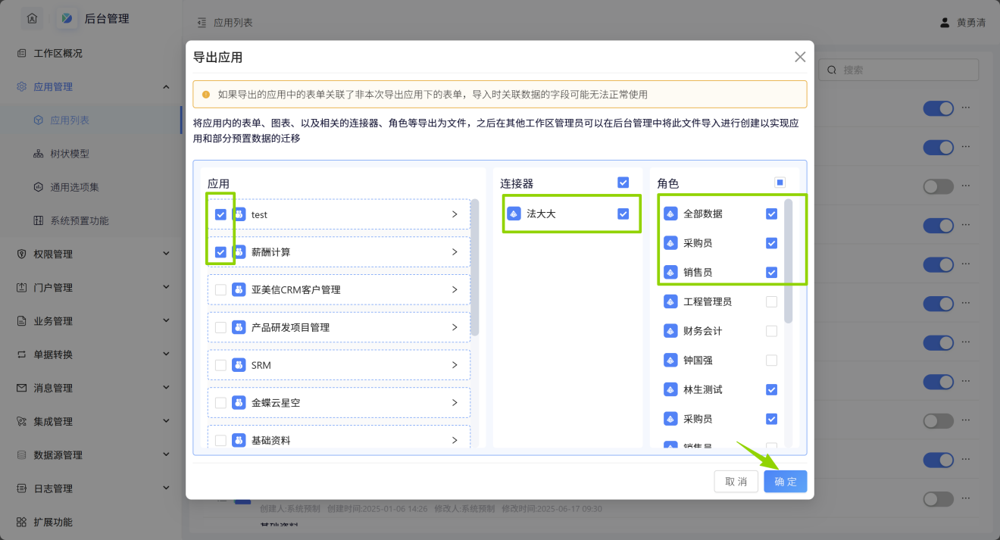 后台管理
应用列表
黄勇清
工作区概况
应用管理
应用列表
树状模型
通用选项集
系统预置功能
权限管理
门户管理
业务管理
单据转换
消息管理
集成管理
数据源管理
日志管理
扩展功能
搜索
导出应用
如果导出的应用中的表单关联了非本次导出应用下的表单，导入时关联数据的字段可能无法正常使用
将应用内的表单、图表、以及相关的连接器、角色等导出为文件，之后在其他工作区管理员可以在后台管理中将此文件导入进行创建以实现应
用和部分预置数据的迁移
应用
test
薪酬计算
亚美信CRM客户管理
产品研发项目管理
SRM
金蝶云星空
基础资料
连接器
法大大
角色
全部数据
采购员
销售员
工程管理员
财务会计
钟国强
林生测试
采购员
销售员
取 消
确 定
创建人:系统预制 创建时间:2025-01-06 14:26 修改人:系统预制 修改时间:2025-06-17 09:30
基础资料